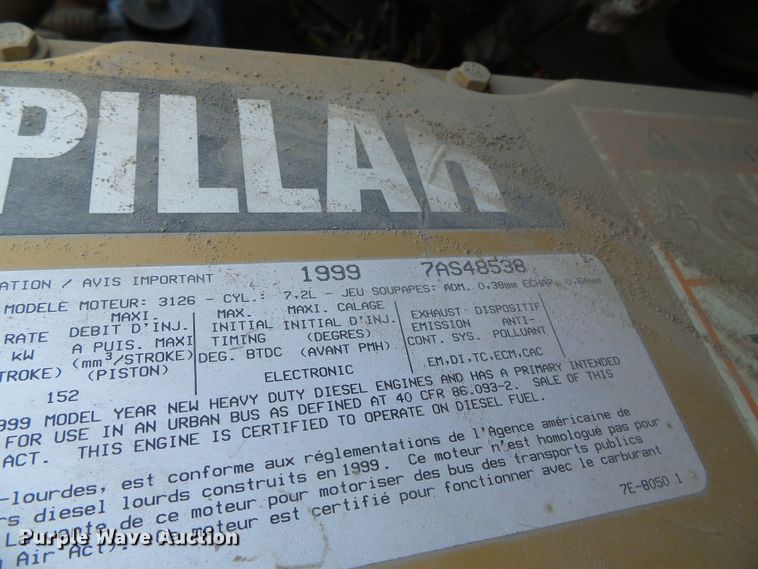 PILLAR
ATION / AVIS IMPORTANT 1999 7AS48538
MODÈLE MOTEUR: 3126 - CYL.: 7,2L - JEU SOUPAPES: ADM. 0,38mm ECHAP. 0,64mm
MAXI. MAX. MAXI. CALAGE EXHAUST DISPOSITIF
RATE DEBIT D'INJ. INITIAL INITIAL D'INJ. EMISSION ANTI-
KW A PUIS. MAXI TIMING (DEGRES) CONT. SYS. POLLUANT
(mm³/STROKE) DEG. BTDC (AVANT PMH)
TROKE) (PISTON) EM,DI,TC,ECM,CAC
152 ELECTRONIC
999 MODEL YEAR NEW HEAVY DUTY DIESEL ENGINES AND HAS A PRIMARY INTENDED
FOR USE IN AN URBAN BUS AS DEFINED AT 40 CFR 86.093-2. SALE OF THIS
ACT. THIS ENGINE IS CERTIFIED TO OPERATE ON DIESEL FUEL.
-lourdes, est conforme aux réglementations de l'Agence américaine de
rs diesel lourds construits en 1999. Ce moteur n'est homologué pas pour
La vente de ce moteur pour motoriser des bus des transports publics
n Air Act). Ce moteur est certifié pour fonctionner avec le carburant
7E-8050 1
Purple Wave Auction